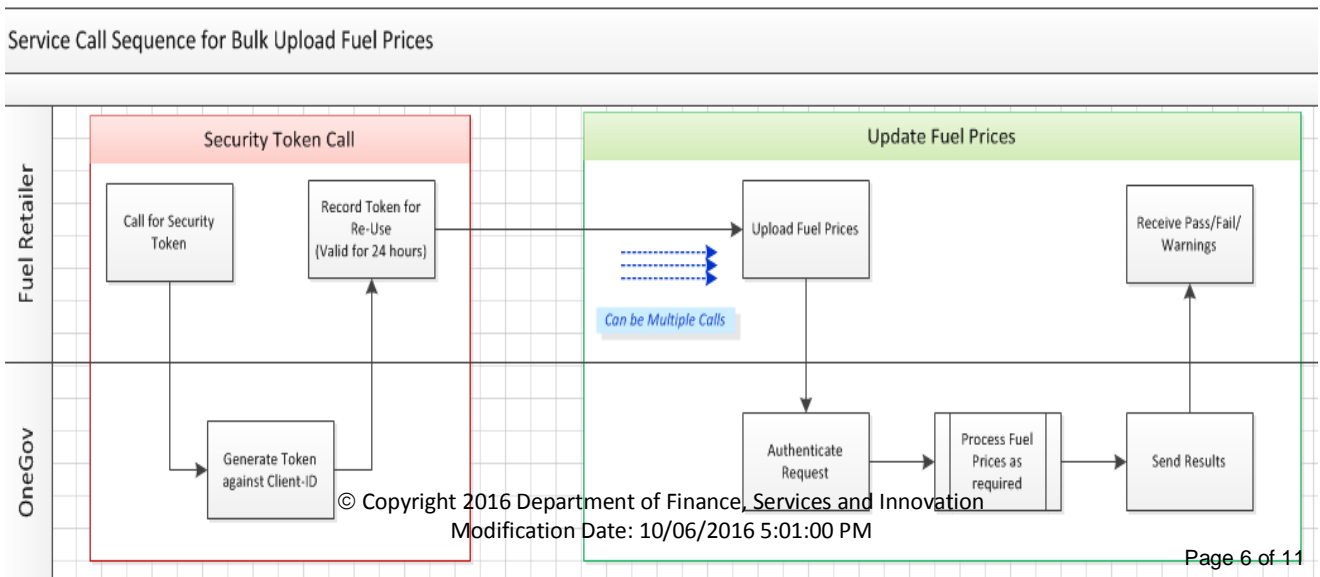 Service Call Sequence for Bulk Upload Fuel Prices
Fuel Retailer
Security Token Call
Call for Security
Token
Record Token for
Re-Use
(Valid for 24 hours)
Update Fuel Prices
Upload Fuel Prices
Can be Multiple Calls
Receive Pass/Fail/
Warnings
OneGov
Generate Token
against Client-ID
Authenticate
Request
Process Fuel
Prices as
required
Send Results
© Copyright 2016 Department of Finance, Services and Innovation
Modification Date: 10/06/2016 5:01:00 PM
Page 6 of 11